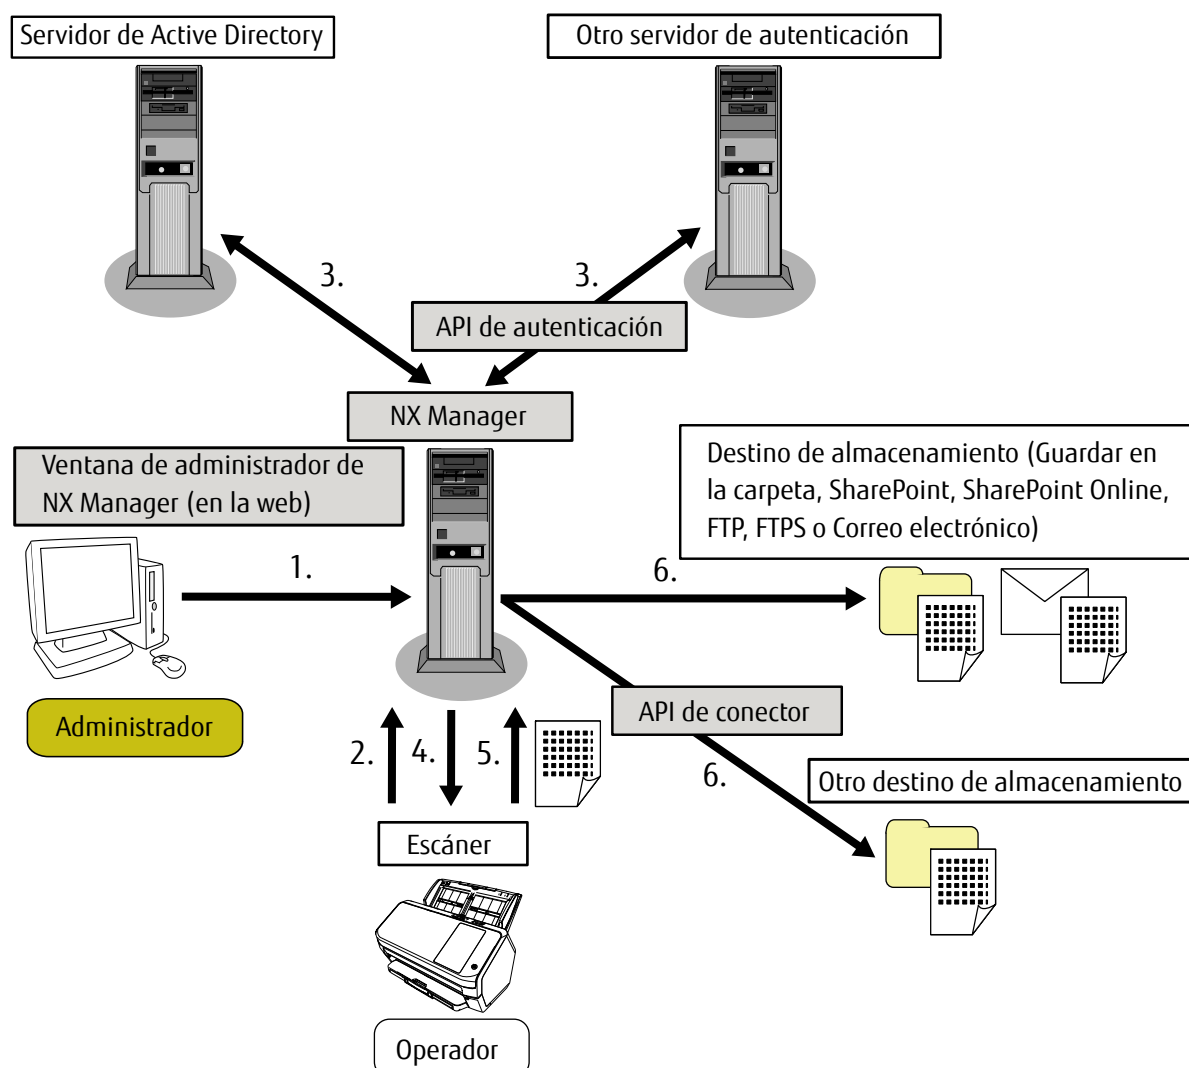 Servidor de Active Directory
Otro servidor de autenticación
3.
3.
API de autenticación
NX Manager
Ventana de administrador de
NX Manager (en la web)
Destino de almacenamiento (Guardar en
la carpeta, SharePoint, SharePoint Online,
FTP, FTPS o Correo electrónico)
1.
6.
Administrador
API de conector
2.
4.
5.
6.
Otro destino de almacenamiento
Escáner
Operador